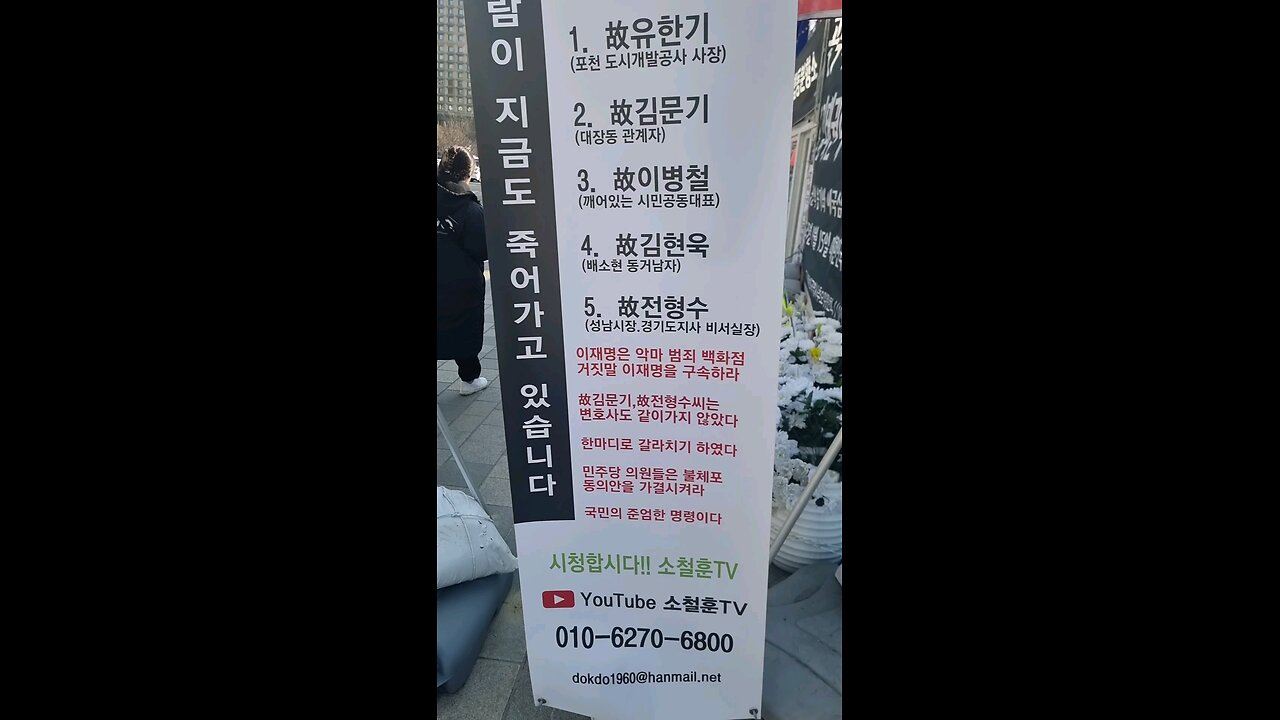 람이 지금도 죽어가고 있습니다
1. 故유한기
(포천 도시개발공사 사장)
2. 故김문기
(대장동 관계자)
3. 故이병철
(깨어있는 시민공동대표)
4. 故김현욱
(배소현 동거남자)
5. 故전형수
(성남시장.경기도지사 비서실장)
이재명은 악마 범죄 백화점
거짓말 이재명을 구속하라
故김문기,故전형수씨는
변호사도 같이가지 않았다
한마디로 갈라치기 하였다
민주당 의원들은 불체포
동의안을 가결시켜라
국민의 준엄한 명령이다
시청합시다!! 소철훈TV
YouTube 소철훈TV
010-6270-6800
dokdo1960@hanmail.net